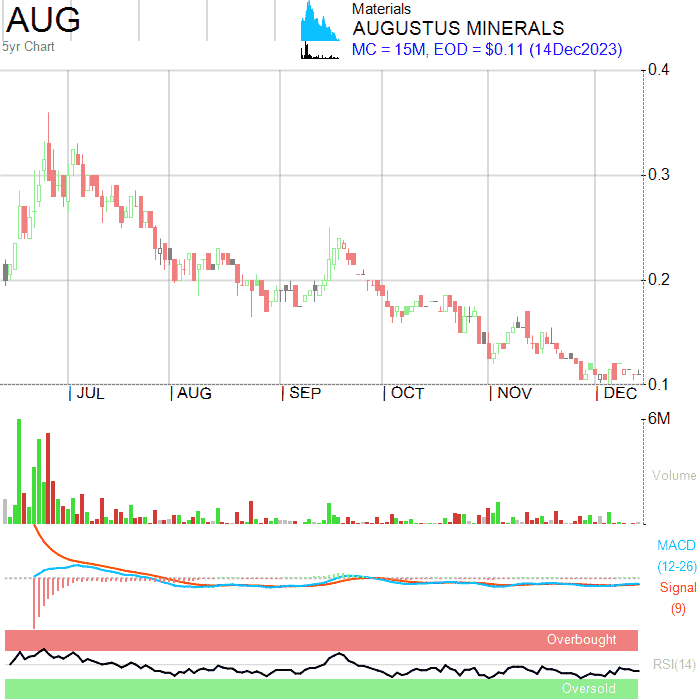 AUG
5yr Chart
Materials
AUGUSTUS MINERALS
MC = 15M, EOD = $0.11 (14Dec2023)
0.4
0.3
0.2
0.1
JUL
AUG
SEP
OCT
NOV
DEC
6M
Volume
MACD
(12-26)
Signal
(9)
Overbought
RSI(14)
Oversold